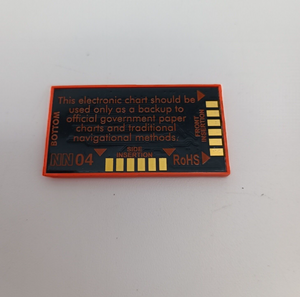 This electronic chart should be
used only as a backup to
official government paper
charts and traditional
navigational methods.
BOTTOM
FRONT
INSERTION
NN04
SIDE
INSERTION
RoHS